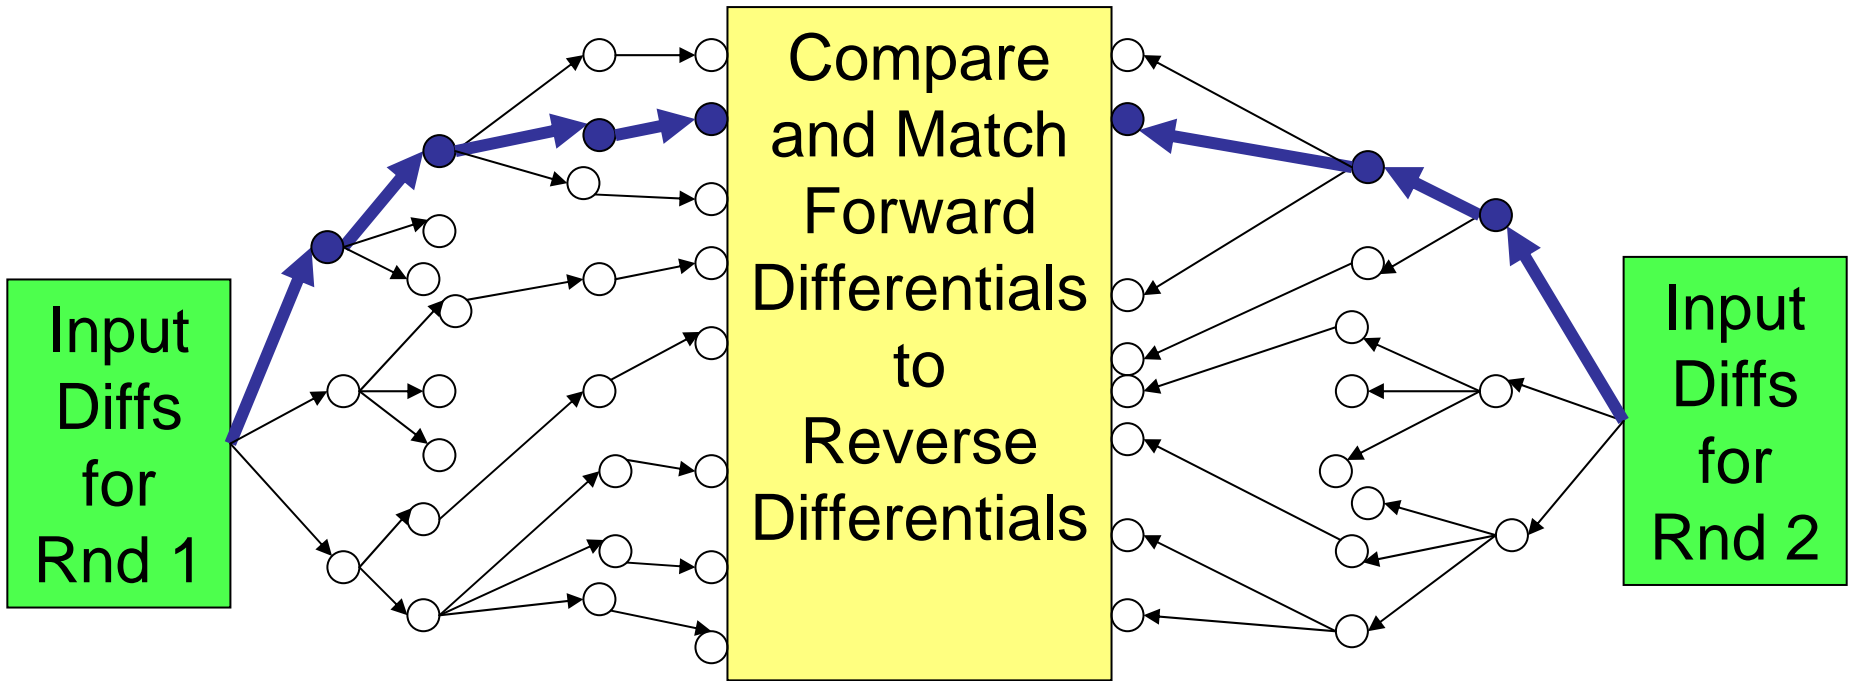 Input
Diffs
for
Rnd 1
Compare
and Match
Forward
Differentials
to
Reverse
Differentials
Input
Diffs
for
Rnd 2